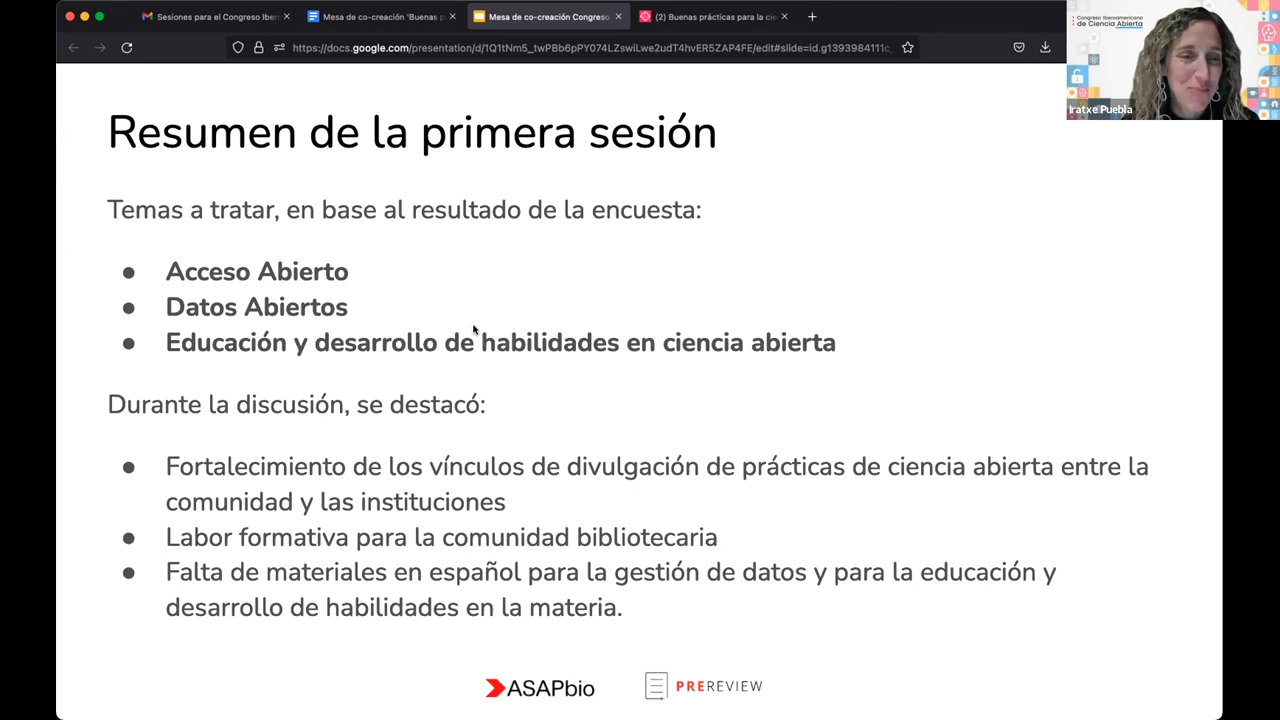 Sesiones para el Congreso Iber
Mesa de co-creación "Buenas p
Mesa de co-creación Congreso
(2) Buenas prácticas para la cie
https://docs.google.com/presentation/d/1Q1tNm5_twPBb6pPY074LZswiLwe2udT4hvER5ZAP4FE/edit#slide=id.g1393984111c_
Congreso Iberoamericano
de Ciencia Abierta
Iratxe Puebla
Resumen de la primera sesión
Temas a tratar, en base al resultado de la encuesta:
● Acceso Abierto
● Datos Abiertos
● Educación y desarrollo de habilidades en ciencia abierta
Durante la discusión, se destacó:
● Fortalecimiento de los vínculos de divulgación de prácticas de ciencia abierta entre la
comunidad y las instituciones
● Labor formativa para la comunidad bibliotecaria
● Falta de materiales en español para la gestión de datos y para la educación y
desarrollo de habilidades en la materia.
ASAPbio
PREREVIEW